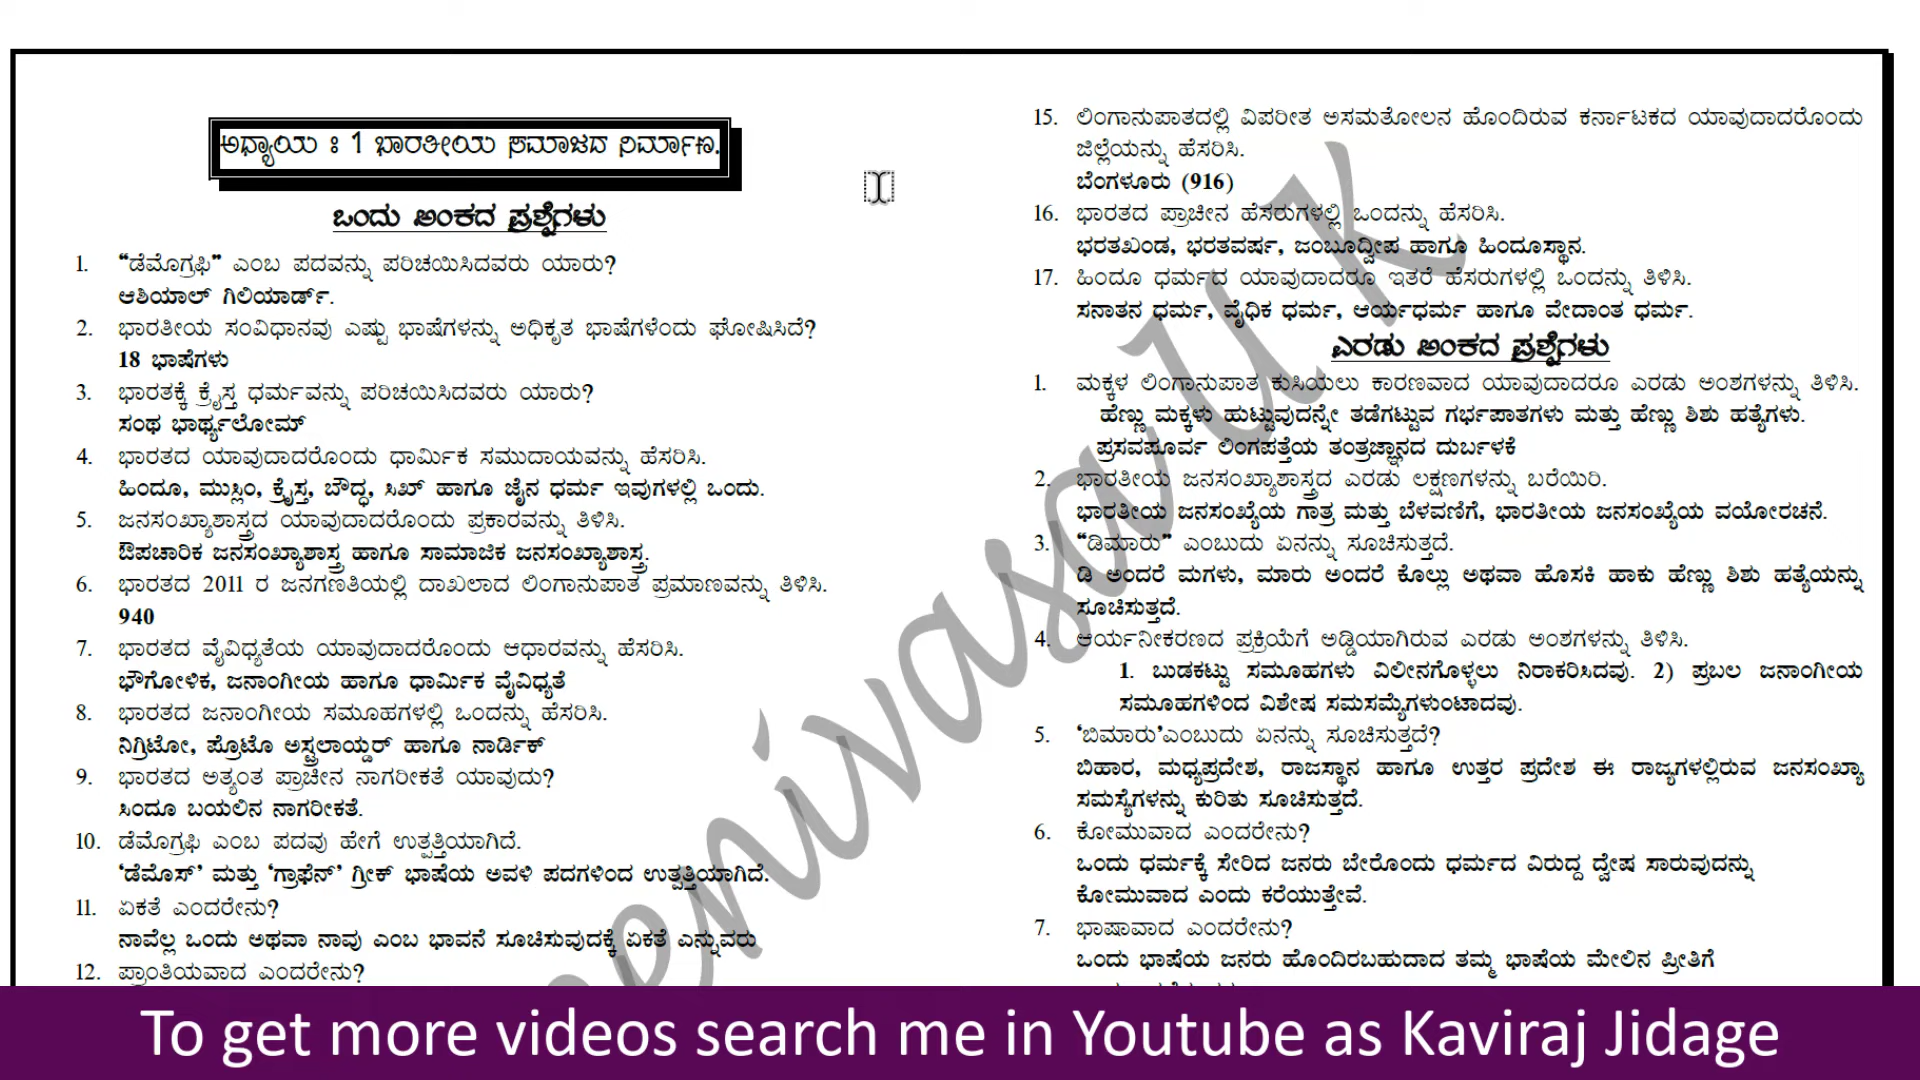 ಅಧ್ಯಾಯ ಃ 1 ಭಾರತೀಯ ಸಮಾಜದ ನಿರ್ಮಾಣ.
ಒಂದು ಅಂಕದ ಪ್ರಶ್ನೆಗಳು
1. “ಡೆಮೊಗ್ರಫಿ” ಎಂಬ ಪದವನ್ನು ಪರಿಚಯಿಸಿದವರು ಯಾರು?
ಆಶಿಯಾಲ್ ಗಿಲಿಯಾರ್ಡ್.
2. ಭಾರತೀಯ ಸಂವಿಧಾನವು ಎಷ್ಟು ಭಾಷೆಗಳನ್ನು ಅಧಿಕೃತ ಭಾಷೆಗಳೆಂದು ಘೋಷಿಸಿದೆ?
18 ಭಾಷೆಗಳು
3. ಭಾರತಕ್ಕೆ ಕ್ರೈಸ್ತ ಧರ್ಮವನ್ನು ಪರಿಚಯಿಸಿದವರು ಯಾರು?
ಸಂಥ ಭಾರ್ಥ್ಯಲೋಮ್
4. ಭಾರತದ ಯಾವುದಾದರೊಂದು ಧಾರ್ಮಿಕ ಸಮುದಾಯವನ್ನು ಹೆಸರಿಸಿ.
ಹಿಂದೂ, ಮುಸ್ಲಿಂ, ಕ್ರೈಸ್ತ, ಬೌದ್ಧ, ಸಿಖ್ ಹಾಗೂ ಜೈನ ಧರ್ಮ ಇವುಗಳಲ್ಲಿ ಒಂದು.
5. ಜನಸಂಖ್ಯಾಶಾಸ್ತ್ರದ ಯಾವುದಾದರೊಂದು ಪ್ರಕಾರವನ್ನು ತಿಳಿಸಿ.
ಔಪಚಾರಿಕ ಜನಸಂಖ್ಯಾಶಾಸ್ತ್ರ ಹಾಗೂ ಸಾಮಾಜಿಕ ಜನಸಂಖ್ಯಾಶಾಸ್ತ್ರ.
6. ಭಾರತದ 2011 ರ ಜನಗಣತಿಯಲ್ಲಿ ದಾಖಲಾದ ಲಿಂಗಾನುಪಾತ ಪ್ರಮಾಣವನ್ನು ತಿಳಿಸಿ.
940
7. ಭಾರತದ ವೈವಿಧ್ಯತೆಯ ಯಾವುದಾದರೊಂದು ಆಧಾರವನ್ನು ಹೆಸರಿಸಿ.
ಭೌಗೋಳಿಕ, ಜನಾಂಗೀಯ ಹಾಗೂ ಧಾರ್ಮಿಕ ವೈವಿಧ್ಯತೆ
8. ಭಾರತದ ಜನಾಂಗೀಯ ಸಮೂಹಗಳಲ್ಲಿ ಒಂದನ್ನು ಹೆಸರಿಸಿ.
ನಿಗ್ರಿಟೋ, ಪ್ರೊಟೊ ಅಸ್ಟ್ರಲಾಯ್ಡರ್ ಹಾಗೂ ನಾರ್ಡಿಕ್
9. ಭಾರತದ ಅತ್ಯಂತ ಪ್ರಾಚೀನ ನಾಗರೀಕತೆ ಯಾವುದು?
ಸಿಂದೂ ಬಯಲಿನ ನಾಗರೀಕತೆ.
10. ಡೆಮೊಗ್ರಫಿ ಎಂಬ ಪದವು ಹೇಗೆ ಉತ್ಪತ್ತಿಯಾಗಿದೆ.
‘ಡೆಮೊಸ್’ ಮತ್ತು ‘ಗ್ರಾಫೆನ್’ ಗ್ರೀಕ್ ಭಾಷೆಯ ಅವಳಿ ಪದಗಳಿಂದ ಉತ್ಪತ್ತಿಯಾಗಿದೆ.
11. ಏಕತೆ ಎಂದರೇನು?
ನಾವೆಲ್ಲ ಒಂದು ಅಥವಾ ನಾವು ಎಂಬ ಭಾವನೆ ಸೂಚಿಸುವುದಕ್ಕೆ ಏಕತೆ ಎನ್ನುವರು
12. ಪ್ರಾಂತಿಯವಾದ ಎಂದರೇನು?
15. ಲಿಂಗಾನುಪಾತದಲ್ಲಿ ವಿಪರೀತ ಅಸಮತೋಲನ ಹೊಂದಿರುವ ಕರ್ನಾಟಕದ ಯಾವುದಾದರೊಂದು
ಜಿಲ್ಲೆಯನ್ನು ಹೆಸರಿಸಿ.
ಬೆಂಗಳೂರು (916)
16. ಭಾರತದ ಪ್ರಾಚೀನ ಹೆಸರುಗಳಲ್ಲಿ ಒಂದನ್ನು ಹೆಸರಿಸಿ.
ಭರತಖಂಡ, ಭರತವರ್ಷ, ಜಂಬೂದ್ವೀಪ ಹಾಗೂ ಹಿಂದೂಸ್ಥಾನ.
17. ಹಿಂದೂ ಧರ್ಮದ ಯಾವುದಾದರೂ ಇತರೆ ಹೆಸರುಗಳಲ್ಲಿ ಒಂದನ್ನು ತಿಳಿಸಿ.
ಸನಾತನ ಧರ್ಮ, ವೈಧಿಕ ಧರ್ಮ, ಆರ್ಯಧರ್ಮ ಹಾಗೂ ವೇದಾಂತ ಧರ್ಮ.
ಎರಡು ಅಂಕದ ಪ್ರಶ್ನೆಗಳು
1. ಮಕ್ಕಳ ಲಿಂಗಾನುಪಾತ ಕುಸಿಯಲು ಕಾರಣವಾದ ಯಾವುದಾದರೂ ಎರಡು ಅಂಶಗಳನ್ನು ತಿಳಿಸಿ.
ಹೆಣ್ಣು ಮಕ್ಕಳು ಹುಟ್ಟುವುದನ್ನೇ ತಡೆಗಟ್ಟುವ ಗರ್ಭಪಾತಗಳು ಮತ್ತು ಹೆಣ್ಣು ಶಿಶು ಹತ್ಯೆಗಳು.
ಪ್ರಸವಪೂರ್ವ ಲಿಂಗಪತ್ತೆಯ ತಂತ್ರಜ್ಞಾನದ ದುರ್ಬಳಕೆ
2. ಭಾರತೀಯ ಜನಸಂಖ್ಯಾಶಾಸ್ತ್ರದ ಎರಡು ಲಕ್ಷಣಗಳನ್ನು ಬರೆಯಿರಿ.
ಭಾರತೀಯ ಜನಸಂಖ್ಯೆಯ ಗಾತ್ರ ಮತ್ತು ಬೆಳವಣಿಗೆ, ಭಾರತೀಯ ಜನಸಂಖ್ಯೆಯ ವಯೋರಚನೆ.
3. “ಡಿಮಾರು” ಎಂಬುದು ಏನನ್ನು ಸೂಚಿಸುತ್ತದೆ.
ಡಿ ಅಂದರೆ ಮಗಳು, ಮಾರು ಅಂದರೆ ಕೊಲ್ಲು ಅಥವಾ ಹೊಸಕಿ ಹಾಕು ಹೆಣ್ಣು ಶಿಶು ಹತ್ಯೆಯನ್ನು
ಸೂಚಿಸುತ್ತದೆ.
4. ಆರ್ಯನೀಕರಣದ ಪ್ರಕ್ರಿಯೆಗೆ ಅಡ್ಡಿಯಾಗಿರುವ ಎರಡು ಅಂಶಗಳನ್ನು ತಿಳಿಸಿ.
1. ಬುಡಕಟ್ಟು ಸಮೂಹಗಳು ವಿಲೀನಗೊಳ್ಳಲು ನಿರಾಕರಿಸಿದವು. 2) ಪ್ರಬಲ ಜನಾಂಗೀಯ
ಸಮೂಹಗಳಿಂದ ವಿಶೇಷ ಸಮಸಮ್ಯೆಗಳುಂಟಾದವು.
5. ‘ಬಿಮಾರು’ಎಂಬುದು ಏನನ್ನು ಸೂಚಿಸುತ್ತದೆ?
ಬಿಹಾರ, ಮಧ್ಯಪ್ರದೇಶ, ರಾಜಸ್ಥಾನ ಹಾಗೂ ಉತ್ತರ ಪ್ರದೇಶ ಈ ರಾಜ್ಯಗಳಲ್ಲಿರುವ ಜನಸಂಖ್ಯಾ
ಸಮಸ್ಯೆಗಳನ್ನು ಕುರಿತು ಸೂಚಿಸುತ್ತದೆ.
6. ಕೋಮುವಾದ ಎಂದರೇನು?
ಒಂದು ಧರ್ಮಕ್ಕೆ ಸೇರಿದ ಜನರು ಬೇರೊಂದು ಧರ್ಮದ ವಿರುದ್ದ ದ್ವೇಷ ಸಾರುವುದನ್ನು
ಕೋಮುವಾದ ಎಂದು ಕರೆಯುತ್ತೇವೆ.
7. ಭಾಷಾವಾದ ಎಂದರೇನು?
ಒಂದು ಭಾಷೆಯ ಜನರು ಹೊಂದಿರಬಹುದಾದ ತಮ್ಮ ಭಾಷೆಯ ಮೇಲಿನ ಪ್ರೀತಿಗೆ
To get more videos search me in Youtube as Kaviraj Jidage